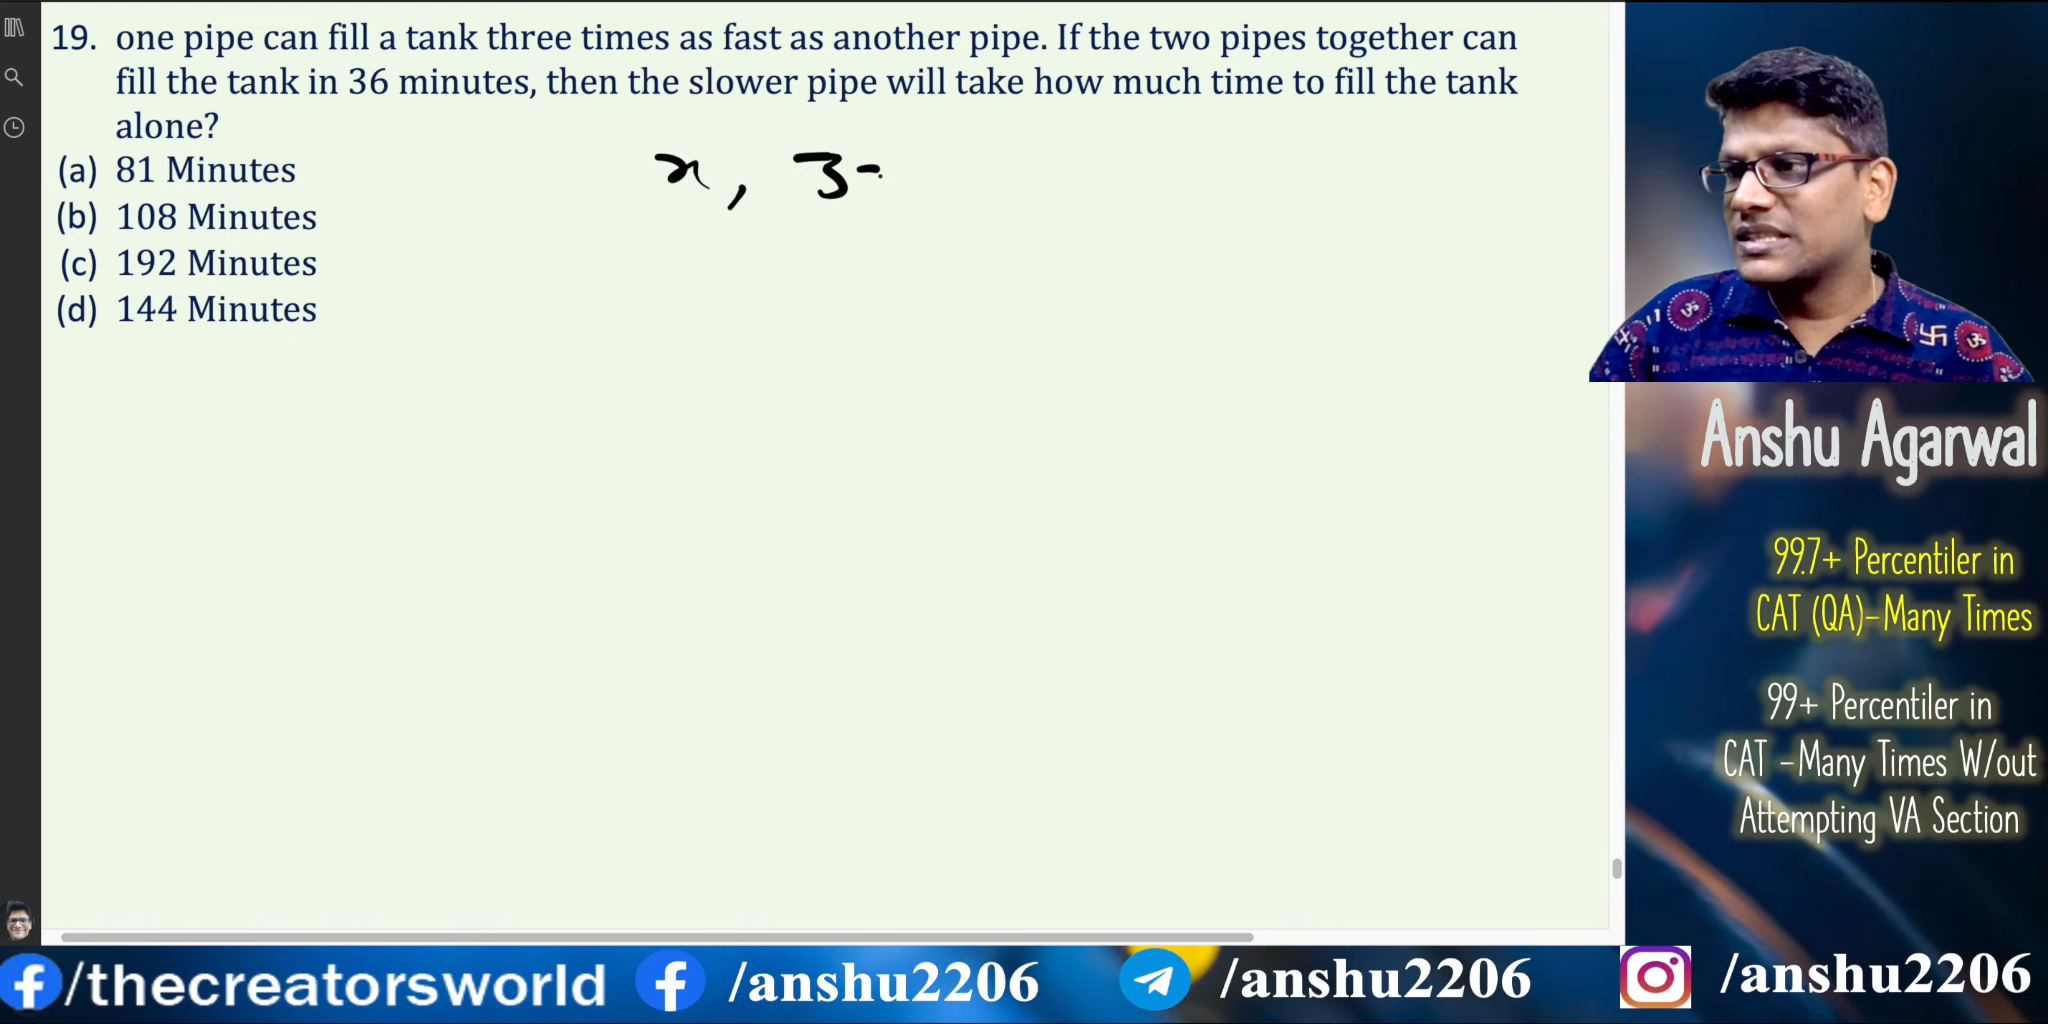 19. one pipe can fill a tank three times as fast as another pipe. If the two pipes together can
fill the tank in 36 minutes, then the slower pipe will take how much time to fill the tank
alone?
(a) 81 Minutes
(b) 108 Minutes
(c) 192 Minutes
(d) 144 Minutes
x, 3-
Anshu Agarwal
99.7+ Percentiler in
CAT (QA)-Many Times
99+ Percentiler in
CAT -Many Times W/out
Attempting VA Section
/thecreatorsworld /anshu2206 /anshu2206 /anshu2206